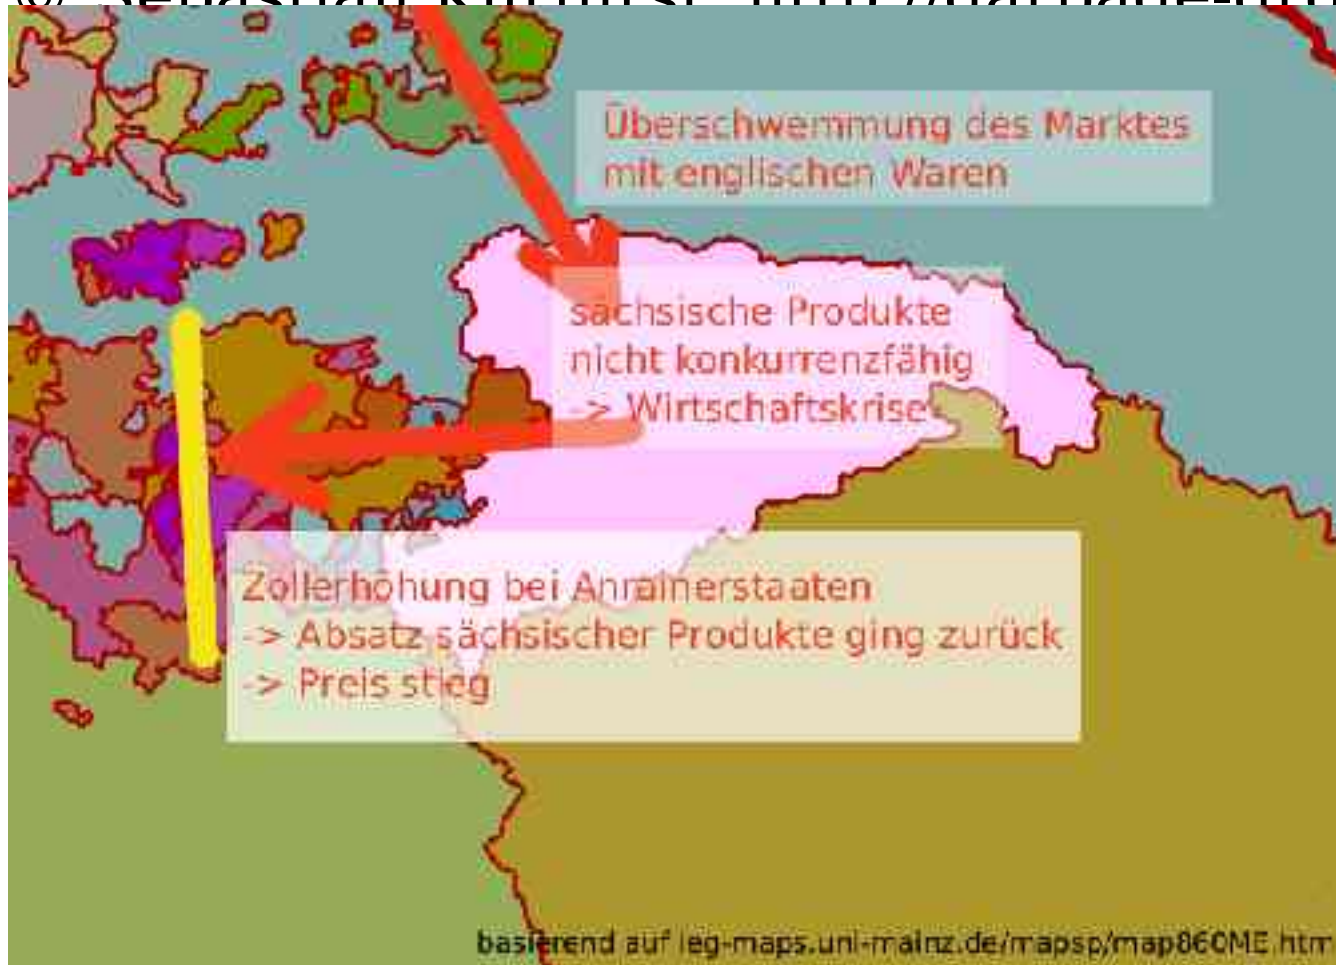 © Sebastian
Überschwemmung des Marktes
mit englischen Waren
sächsische Produkte
nicht konkurrenzfähig
-> Wirtschaftskrise
Zollerhöhung bei Anrainerstaaten
-> Absatz sächsischer Produkte ging zurück
-> Preis stieg
basierend auf ieg-maps.uni-mainz.de/mapsp/map860ME.htm